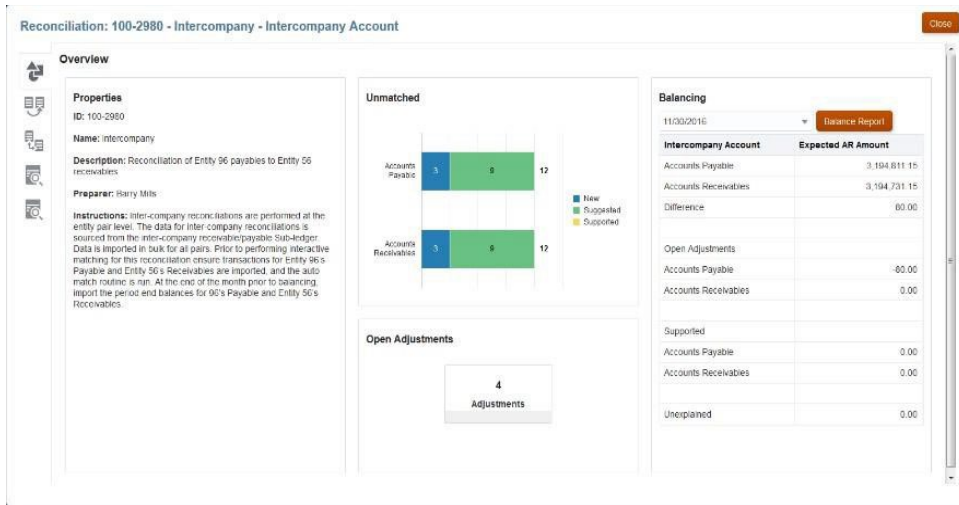 Reconciliation: 100-2980 - Intercompany - Intercompany Account
Close
Overview
Properties
ID: 100-2980
Name: Intercompany
Description: Reconciliation of Entity 96 payables to Entity 56
receivables
Preparer: Barry Mills
Instructions: Inter-company reconciliations are performed at the
entity pair level. The data for inter company reconciliations is
sourced from the inter-company receivable/payable Sub-ledger.
Data is imported in bulk for all pairs. Prior to performing interactive
matching for this reconciliation ensure transactions for Entity 96's
Payable and Entity 56's Receivables are imported, and the auto
match routine is run. At the end of the month prior to balancing,
import the period end balances for 96's Payable and Entity 56's
Receivables.
Unmatched
Accounts
Payable
3 9 12
New
Suggested
Supported
Accounts
Receivables
3 9 12
Open Adjustments
4
Adjustments
Balancing
11/30/2016 Balance Report
Intercompany Account Expected AR Amount
Accounts Payable 3,194,811.15
Accounts Receivables 3,194,731.15
Difference 80.00
Open Adjustments
Accounts Payable -80.00
Accounts Receivables 0.00
Supported
Accounts Payable 0.00
Accounts Receivables 0.00
Unexplained 0.00